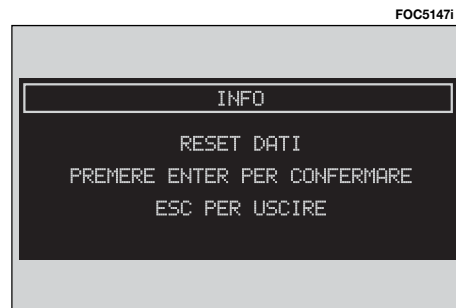 FOC5147i
INFO
RESET DATI
PREMERE ENTER PER CONFERMARE
ESC PER USCIRE